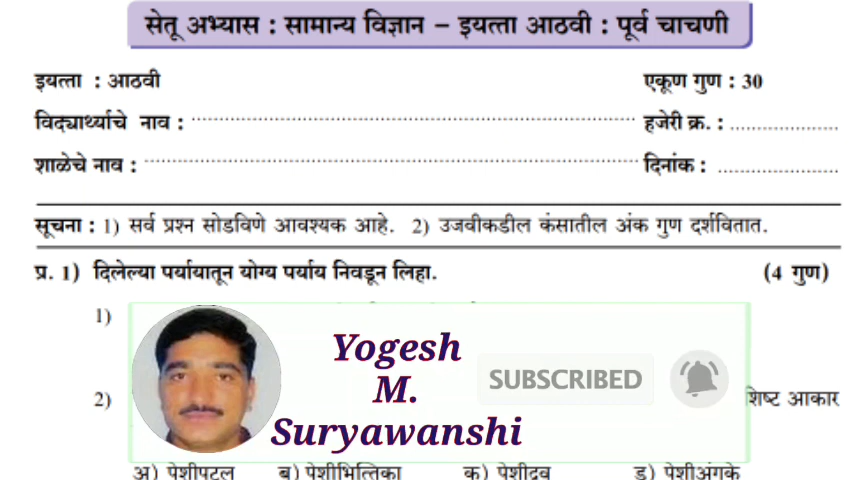 सेतू अभ्यास : सामान्य विज्ञान – इयत्ता आठवी : पूर्व चाचणी
इयत्ता : आठवी एकूण गुण : 30
विद्यार्थ्याचे नाव : हजेरी क्र. :
शाळेचे नाव : दिनांक :
सूचना : 1) सर्व प्रश्न सोडविणे आवश्यक आहे. 2) उजवीकडील कंसातील अंक गुण दर्शवितात.
प्र. 1) दिलेल्या पर्यायातून योग्य पर्याय निवडून लिहा. (4 गुण)
1)
Yogesh
M.
Suryawanshi
SUBSCRIBED
2) शिष्ट आकार
अ) पेशीपटल ब) पेशीभित्तिका क) पेशीद्रव ड) पेशीअंगके